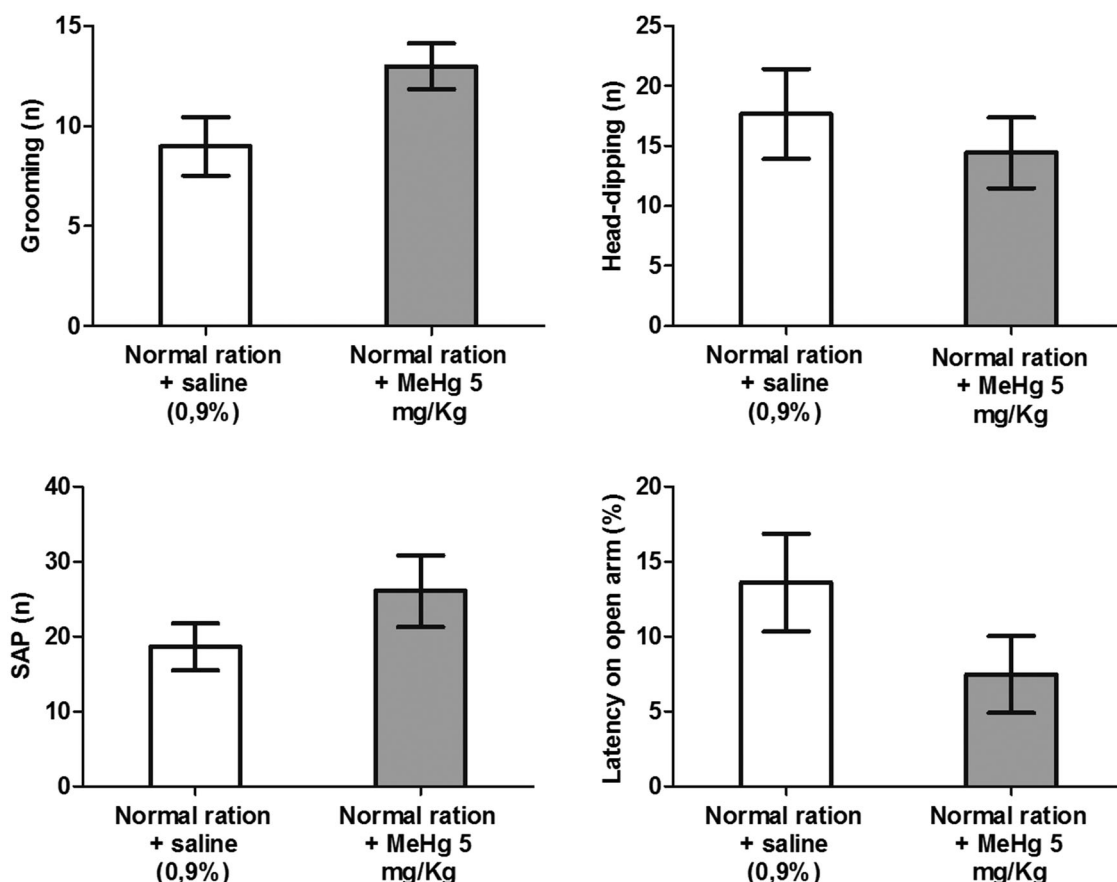 Grooming (n)
15
10
5
0
Normal ration
+ saline
(0,9%)
Normal ration
+ MeHg 5
mg/Kg
Head-dipping (n)
25
20
15
10
5
0
Normal ration
+ saline
(0,9%)
Normal ration
+ MeHg 5
mg/Kg
SAP (n)
40
30
20
10
0
Normal ration
+ saline
(0,9%)
Normal ration
+ MeHg 5
mg/Kg
Latency on open arm (%)
20
15
10
5
0
Normal ration
+ saline
(0,9%)
Normal ration
+ MeHg 5
mg/Kg